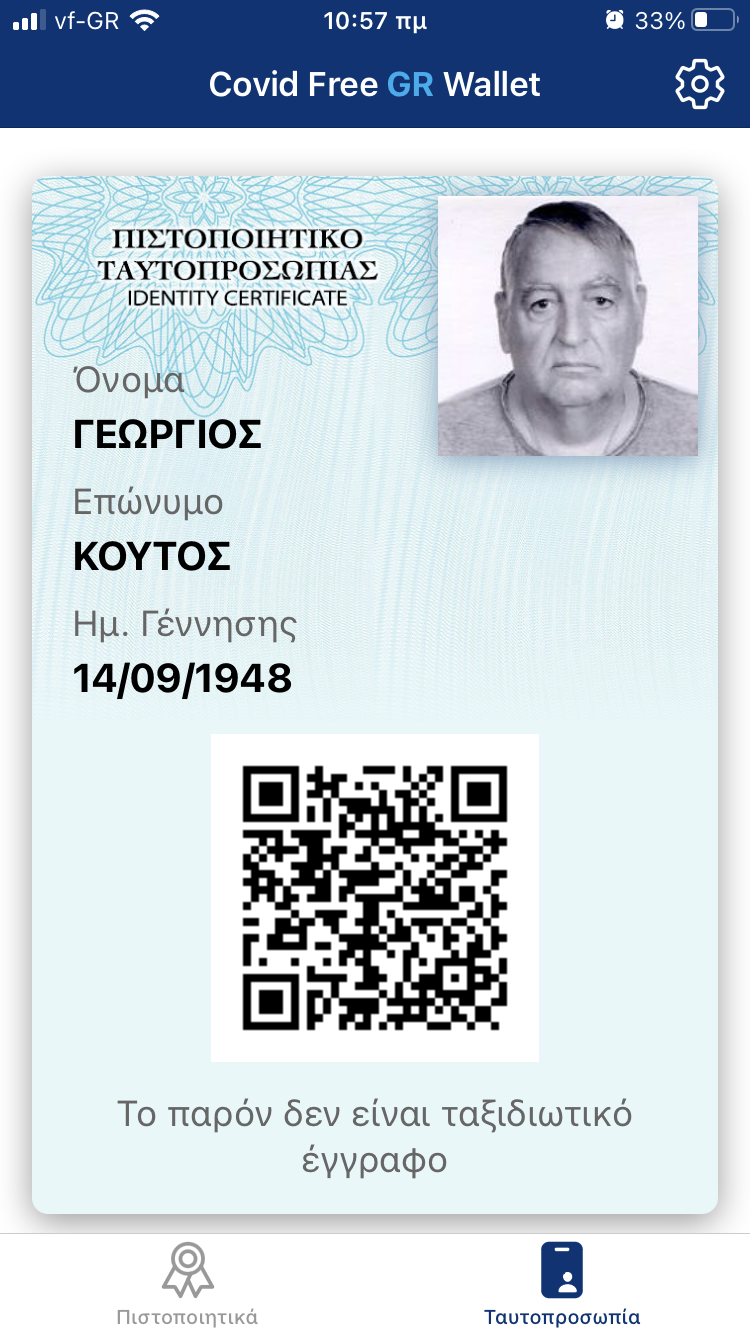 vf-GR
10:57 πμ
33%
Covid Free GR Wallet
ΠΙΣΤΟΠΟΙΗΤΙΚΟ
ΤΑΥΤΟΠΡΟΣΩΠΙΑΣ
IDENTITY CERTIFICATE
Όνομα
ΓΕΩΡΓΙΟΣ
Επώνυμο
ΚΟΥΤΟΣ
Ημ. Γέννησης
14/09/1948
Το παρόν δεν είναι ταξιδιωτικό
έγγραφο
Πιστοποιητικά
Ταυτοπροσωπία